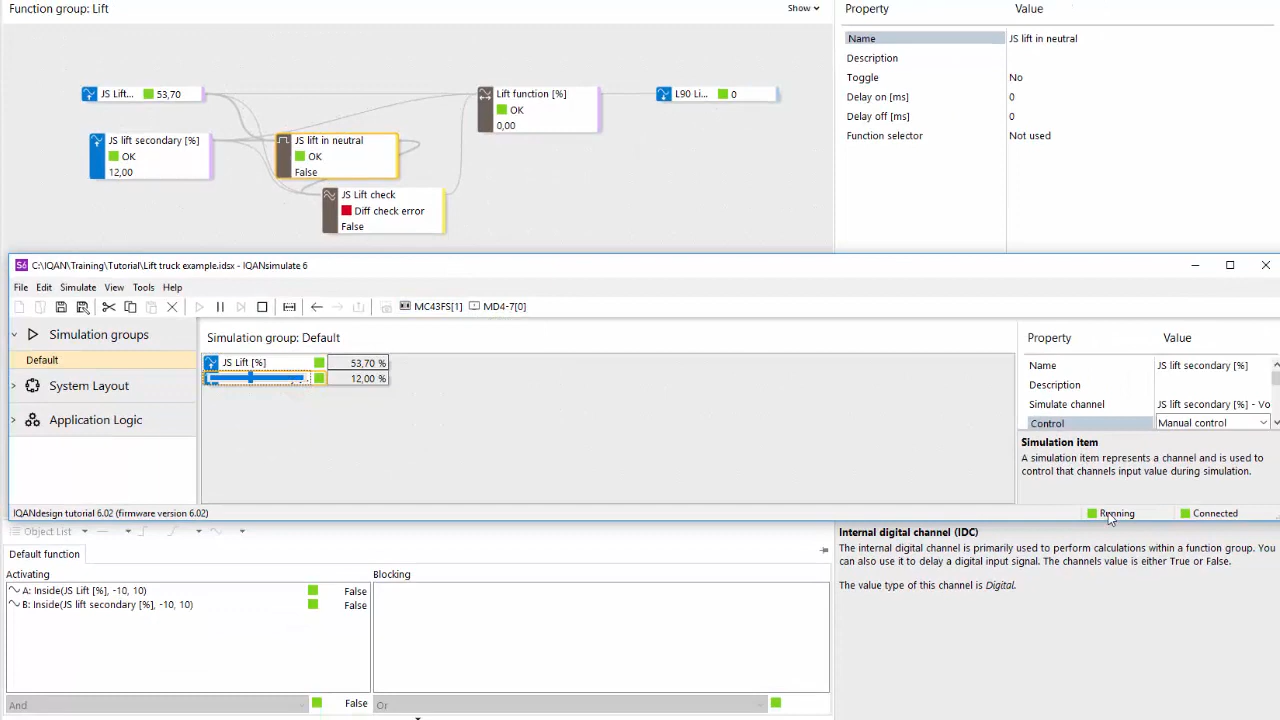 Function group: Lift
Show
JS Lift...
53,70
JS lift secondary [%]
OK
12,00
JS lift in neutral
OK
False
JS Lift check
Diff check error
False
Lift function [%]
OK
0,00
L90 Li...
0
Property Value
Name JS lift in neutral
Description
Toggle No
Delay on [ms] 0
Delay off [ms] 0
Function selector Not used
S6 C:\IQAN\Training\Tutorial\Lift truck example.idsx - IQANsimulate 6
File Edit Simulate View Tools Help
MC43FS[1] MD4-7[0]
Simulation groups
Default
System Layout
Application Logic
Simulation group: Default
JS Lift [%] 53,70 %
12,00 %
Property Value
Name JS lift secondary [%]
Description
Simulate channel JS lift secondary [%] - Vo
Control Manual control
Simulation item
A simulation item represents a channel and is used to
control that channels input value during simulation.
IQANdesign tutorial 6.02 (firmware version 6.02)
Running Connected
Object List
Default function
Activating Blocking
A: Inside(JS Lift [%], -10, 10) False
B: Inside(JS lift secondary [%], -10, 10) False
And False Or
Internal digital channel (IDC)
The internal digital channel is primarily used to perform calculations within a function group. You
can also use it to delay a digital input signal. The channels value is either True or False.
The value type of this channel is Digital.